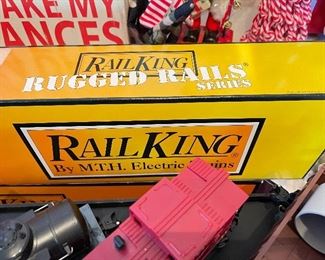 AKE MY
ANCES
RAILKING
RUGGED RAILS®
SERIES
RAILKING®
By M.T.H. Electric Trains